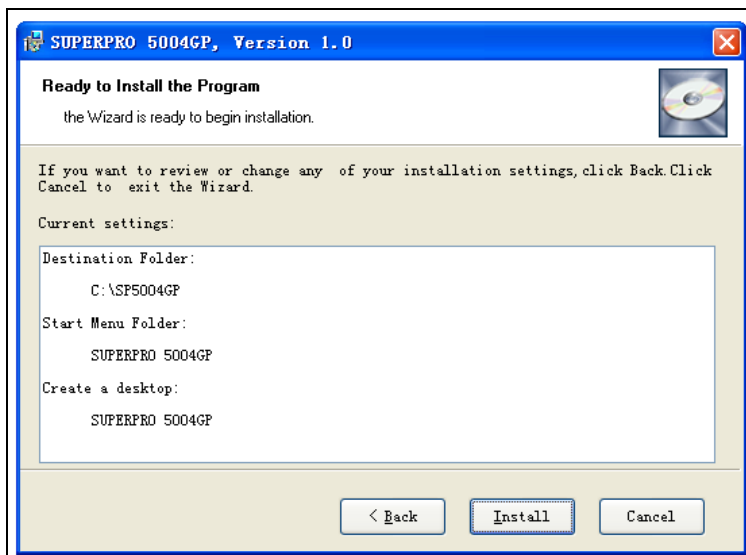 SUPERPRO 5004GP, Version 1.0
Ready to Install the Program
the Wizard is ready to begin installation.
If you want to review or change any  of your installation settings,click Back.Click
Cancel to  exit the Wizard.
Current settings:
Destination Folder:
C:\SP5004GP
Start Menu Folder:
SUPERPRO 5004GP
Create a desktop:
SUPERPRO 5004GP
< Back
Install
Cancel